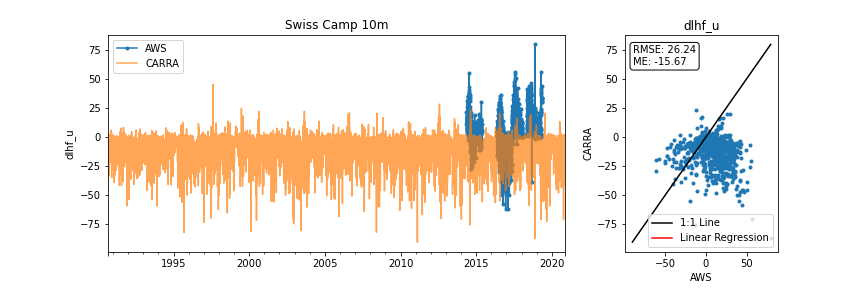 Swiss Camp 10m
dlhf_u
AWS
CARRA
75
50
25
0
−25
−50
−75
dlhf_u
1995
2000
2005
2010
2015
2020
dlhf_u
RMSE: 26.24
ME: -15.67
75
50
25
0
−25
−50
−75
CARRA
1:1 Line
Linear Regression
−50
0
50
AWS